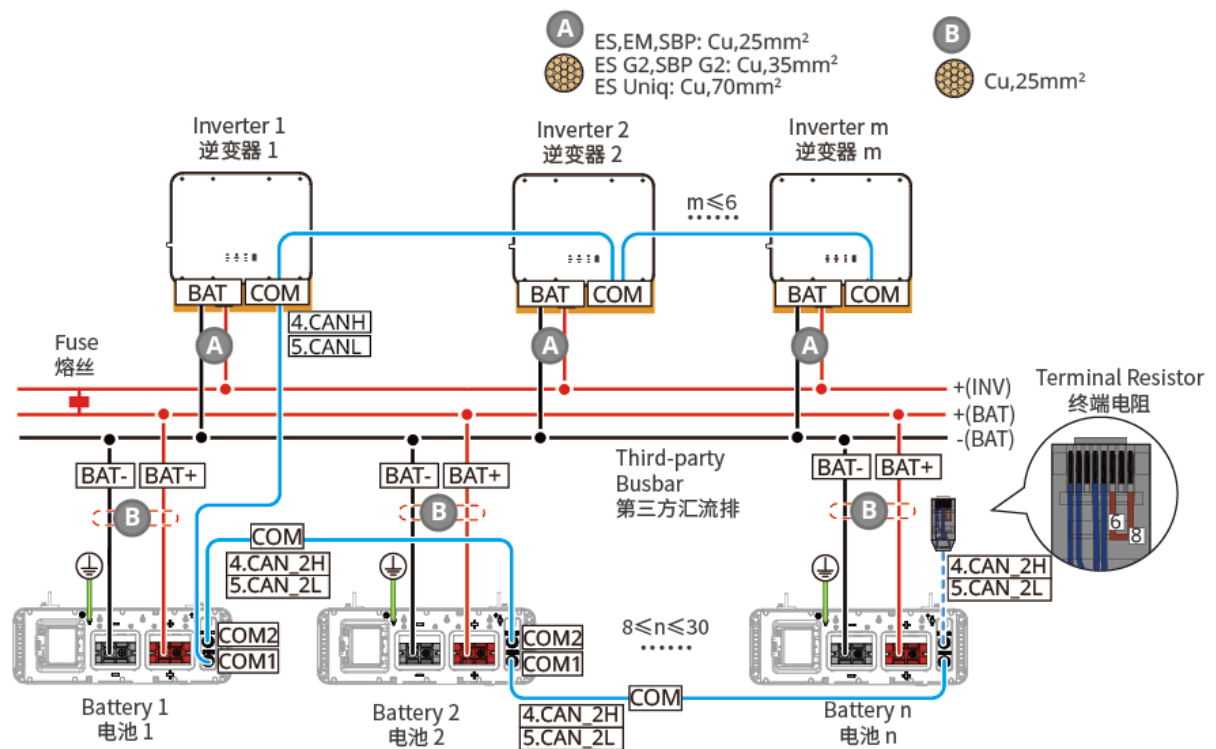 A
ES,EM,SBP: Cu,25mm²
ES G2,SBP G2: Cu,35mm²
ES Uniq: Cu,70mm²
B
Cu,25mm²
Inverter 1
逆变器 1
Inverter 2
逆变器 2
Inverter m
逆变器 m
m≤6
BAT
COM
BAT
COM
BAT
COM
4.CANH
5.CANL
A
A
A
Fuse
熔丝
+(INV)
+(BAT)
-(BAT)
Terminal Resistor
终端电阻
6
8
BAT-
BAT+
BAT-
BAT+
BAT-
BAT+
Third-party
Busbar
第三方汇流排
B
B
B
COM
4.CAN_2H
5.CAN_2L
4.CAN_2H
5.CAN_2L
COM2
COM1
COM2
COM1
8≤n≤30
COM
4.CAN_2H
5.CAN_2L
Battery 1
电池 1
Battery 2
电池 2
Battery n
电池 n